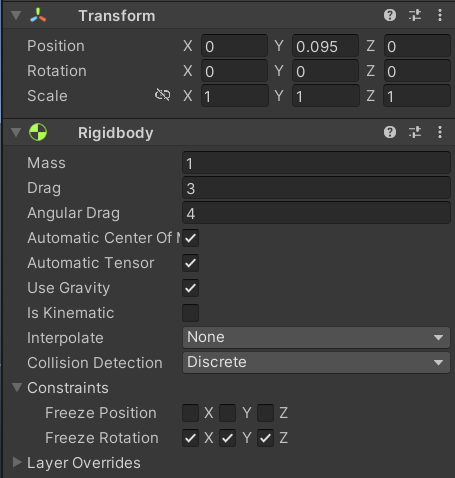 Transform
Position X 0 Y 0.095 Z 0
Rotation X 0 Y 0 Z 0
Scale X 1 Y 1 Z 1
Rigidbody
Mass 1
Drag 3
Angular Drag 4
Automatic Center Of
Automatic Tensor
Use Gravity
Is Kinematic
Interpolate None
Collision Detection Discrete
Constraints
Freeze Position X Y Z
Freeze Rotation X Y Z
Layer Overrides